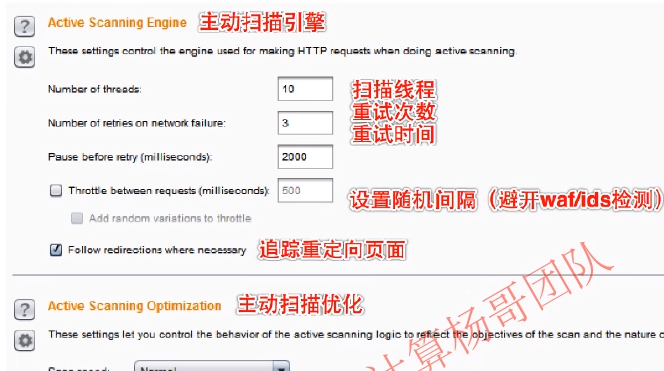 Active Scanning Engine 主动扫描引擎
These settings control the engine used for making HTTP requests when doing active scanning.
Number of threads: 10 扫描线程
Number of retries on network failure: 3 重试次数
重试时间
Pause before retry (milliseconds): 2000
Throttle between requests (milliseconds): 500 设置随机间隔（避开waf/ids检测）
Add random variations to throttle
Follow redirections where necessary 追踪重定向页面
Active Scanning Optimization 主动扫描优化
These settings let you control the behavior of the active scanning logic to reflect the objectives of the scan and the nature
Scan speed: Normal
计算杨哥团队